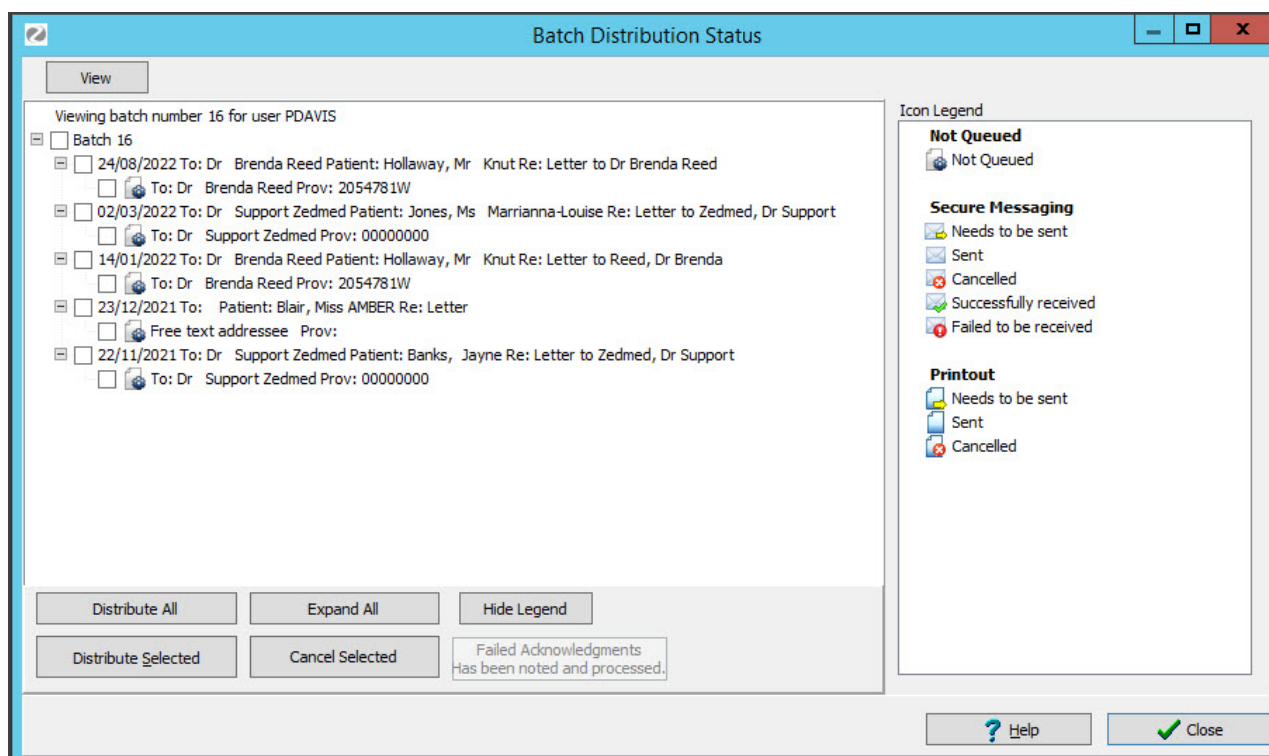 Batch Distribution Status
View
Viewing batch number 16 for user PDAVIS
Batch 16
24/08/2022 To: Dr Brenda Reed Patient: Hollaway, Mr Knut Re: Letter to Dr Brenda Reed
To: Dr Brenda Reed Prov: 2054781W
02/03/2022 To: Dr Support Zedmed Patient: Jones, Ms Marrianna-Louise Re: Letter to Zedmed, Dr Support
To: Dr Support Zedmed Prov: 00000000
14/01/2022 To: Dr Brenda Reed Patient: Hollaway, Mr Knut Re: Letter to Reed, Dr Brenda
To: Dr Brenda Reed Prov: 2054781W
23/12/2021 To: Patient: Blair, Miss AMBER Re: Letter
Free text addressee Prov:
22/11/2021 To: Dr Support Zedmed Patient: Banks, Jayne Re: Letter to Zedmed, Dr Support
To: Dr Support Zedmed Prov: 00000000
Distribute All
Expand All
Hide Legend
Distribute Selected
Cancel Selected
Failed Acknowledgments
Has been noted and processed.
Icon Legend
Not Queued
Not Queued
Secure Messaging
Needs to be sent
Sent
Cancelled
Successfully received
Failed to be received
Printout
Needs to be sent
Sent
Cancelled
Help
Close